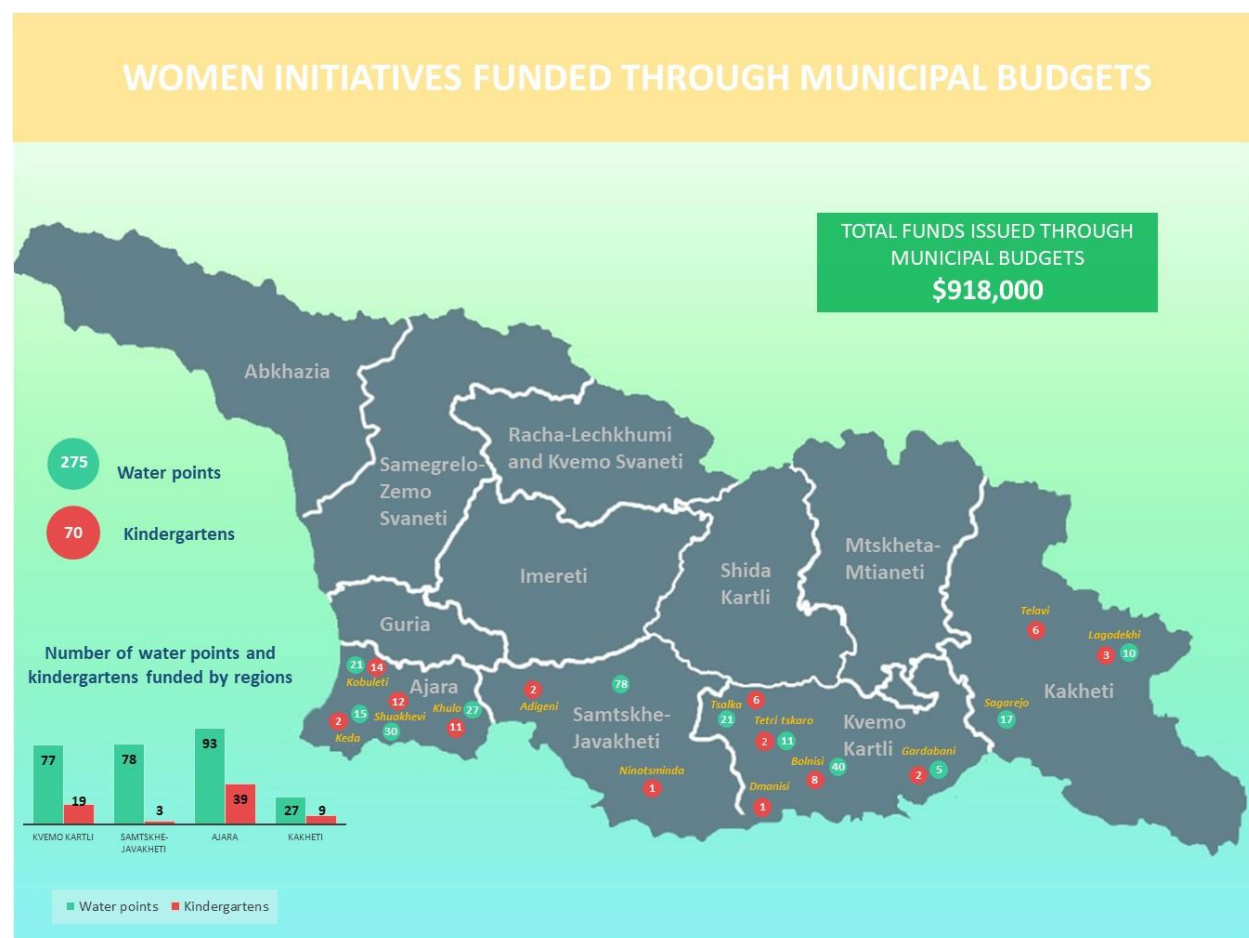 WOMEN INITIATIVES FUNDED THROUGH MUNICIPAL BUDGETS
TOTAL FUNDS ISSUED THROUGH
MUNICIPAL BUDGETS
$918,000
Abkhazia
Samegrelo-
Zemo
Svaneti
Racha-Lechkhumi
and Kvemo Svaneti
Imereti
Guria
Shida
Kartli
Mtskheta-
Mtianeti
275 Water points
70 Kindergartens
Telavi
6
Lagodekhi
3 10
Kakheti
Sagarejo
17
21 14
Kobuleti
Ajara
12
2 15
Shuakhevi
Keda
30
Khulo 27
11
2
Adigeni
78
Samtskhe-
Javakheti
Ninotsminda
1
6
Tsalka
21
Tetri tskaro
2 11
Kvemo
Kartli
Bolnisi 40
8
Gardabani
2 5
Dmanisi
1
Number of water points and
kindergartens funded by regions
77 19
78 3
93 39
27 9
KVEMO KARTLI
SAMTSKHE-
JAVAKHETI
AJARA
KAKHETI
Water points Kindergartens